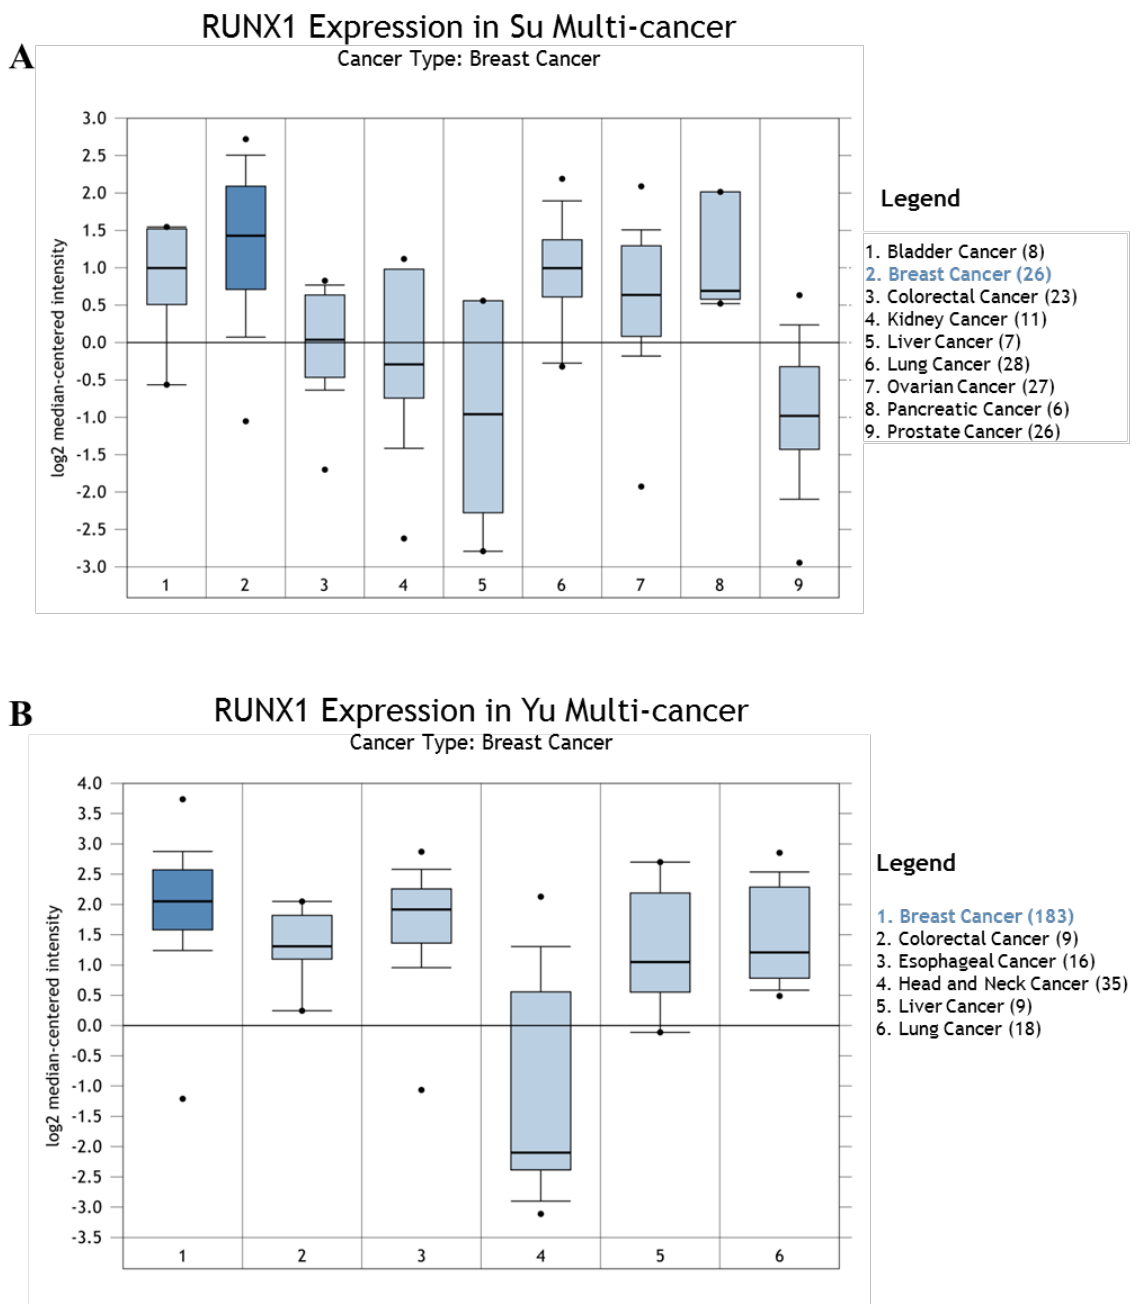 RUNX1 Expression in Su Multi-cancer
A
Cancer Type: Breast Cancer
log2 median-centered intensity
3.0
2.5
2.0
1.5
1.0
0.5
0.0
-0.5
-1.0
-1.5
-2.0
-2.5
-3.0
1 2 3 4 5 6 7 8 9
Legend
1. Bladder Cancer (8)
2. Breast Cancer (26)
3. Colorectal Cancer (23)
4. Kidney Cancer (11)
5. Liver Cancer (7)
6. Lung Cancer (28)
7. Ovarian Cancer (27)
8. Pancreatic Cancer (6)
9. Prostate Cancer (26)
B
RUNX1 Expression in Yu Multi-cancer
Cancer Type: Breast Cancer
log2 median-centered intensity
4.0
3.5
3.0
2.5
2.0
1.5
1.0
0.5
0.0
-0.5
-1.0
-1.5
-2.0
-2.5
-3.0
-3.5
1 2 3 4 5 6
Legend
1. Breast Cancer (183)
2. Colorectal Cancer (9)
3. Esophageal Cancer (16)
4. Head and Neck Cancer (35)
5. Liver Cancer (9)
6. Lung Cancer (18)